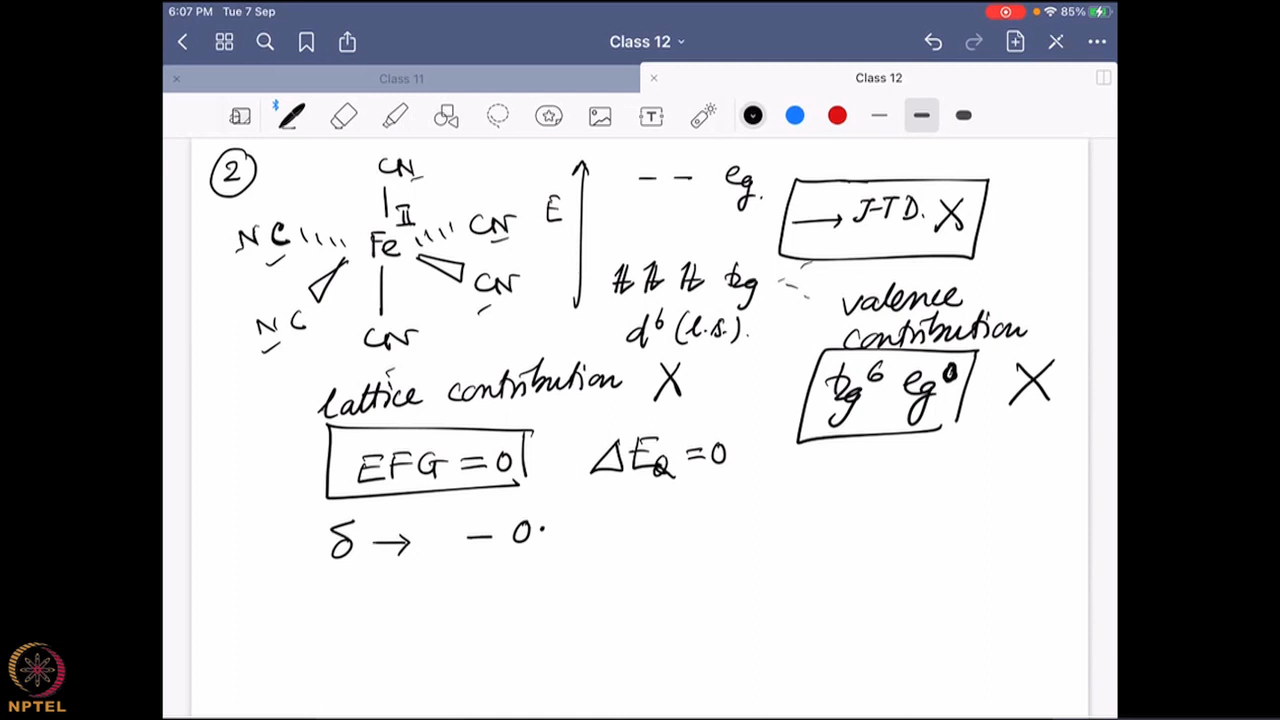 6:07 PM Tue 7 Sep
85%
Class 12
Class 11
Class 12
T
2
CN
II
NC Fe CN
NC CN
CN
E
eg.
t2g
d⁶ (l.s).
→ J-TD. X
valence
contribution
t2g⁶ eg⁰ X
lattice contribution X
EFG = 0 ΔEQ = 0
δ → - 0.
NPTEL